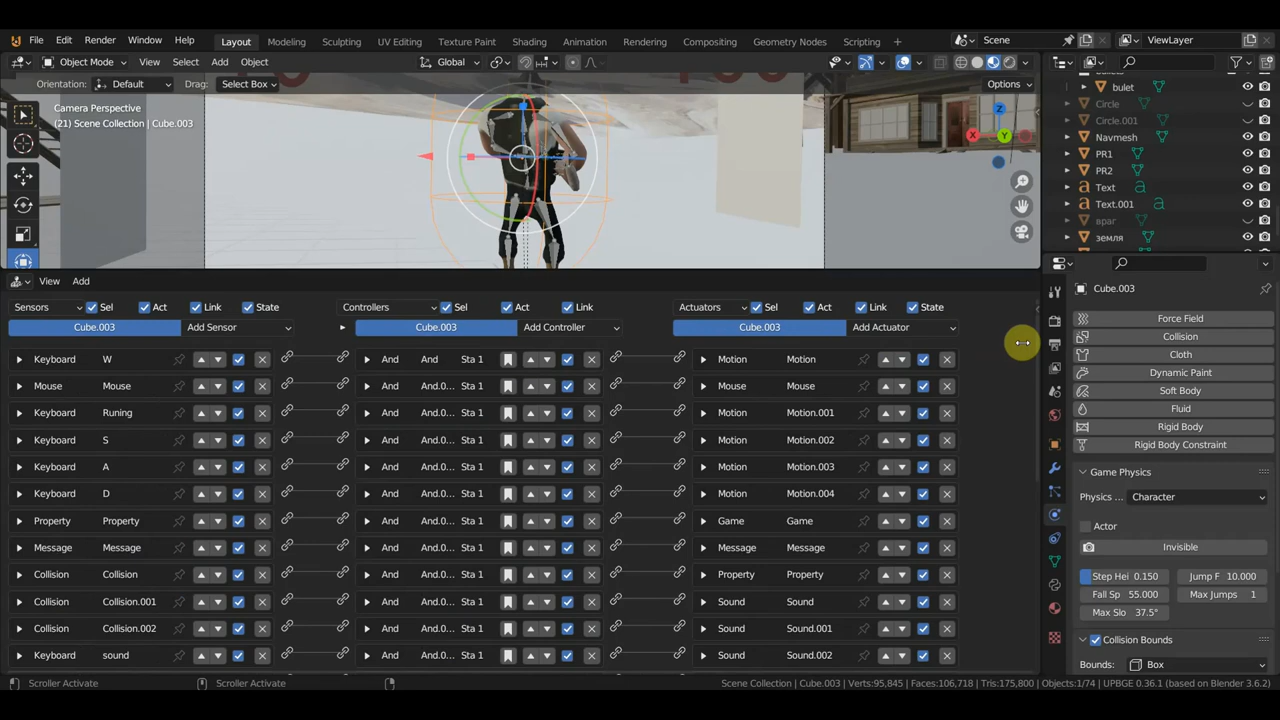 File Edit Render Window Help Layout Modeling Sculpting UV Editing Texture Paint Shading Animation Rendering Compositing Geometry Nodes Scripting + Scene ViewLayer
Object Mode View Select Add Object Global
Orientation: Default Drag: Select Box Options
Camera Perspective
(21) Scene Collection | Cube.003
X Y Z
bulet
Circle
Circle.001
Navmesh
PR1
PR2
Text
Text.001
враг
земля
View Add
Sensors Sel Act Link State Controllers Sel Act Link Actuators Sel Act Link State
Cube.003 Add Sensor Cube.003 Add Controller Cube.003 Add Actuator
Keyboard W And And Sta 1 Motion Motion
Mouse Mouse And And.0... Sta 1 Mouse Mouse
Keyboard Runing And And.0... Sta 1 Motion Motion.001
Keyboard S And And.0... Sta 1 Motion Motion.002
Keyboard A And And.0... Sta 1 Motion Motion.003
Keyboard D And And.0... Sta 1 Motion Motion.004
Property Property And And.0... Sta 1 Game Game
Message Message And And.0... Sta 1 Message Message
Collision Collision And And.0... Sta 1 Property Property
Collision Collision.001 And And.0... Sta 1 Sound Sound
Collision Collision.002 And And.0... Sta 1 Sound Sound.001
Keyboard sound And And.0... Sta 1 Sound Sound.002
Cube.003
Force Field
Collision
Cloth
Dynamic Paint
Soft Body
Fluid
Rigid Body
Rigid Body Constraint
Game Physics
Physics ... Character
Actor
Invisible
Step Hei 0.150 Jump F 10.000
Fall Sp 55.000 Max Jumps 1
Max Slo 37.5°
Collision Bounds
Bounds: Box
Scroller Activate Scroller Activate Scene Collection | Cube.003 | Verts:95,845 | Faces:106,718 | Tris:175,800 | Objects:1/74 | UPBGE 0.36.1 (based on Blender 3.6.2)